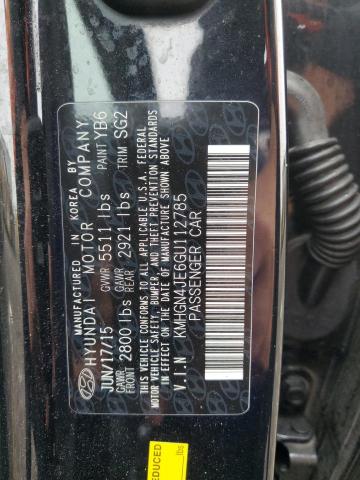 MANUFACTURED IN KOREA BY
HYUNDAI MOTOR COMPANY
JUN/17/15 GVWR 5511 lbs PAINT YB6
GAWR FRONT 2800 lbs GAWR REAR 2921 lbs TRIM SG2
THIS VEHICLE CONFORMS TO ALL APPLICABLE U.S.A. FEDERAL
MOTOR VEHICLE SAFETY, BUMPER, AND THEFT PREVENTION STANDARDS
IN EFFECT ON THE DATE OF MANUFACTURE SHOWN ABOVE.
V.I.N KMHGN4JE6GU112785
PASSENGER CAR
REDUCED
lbs